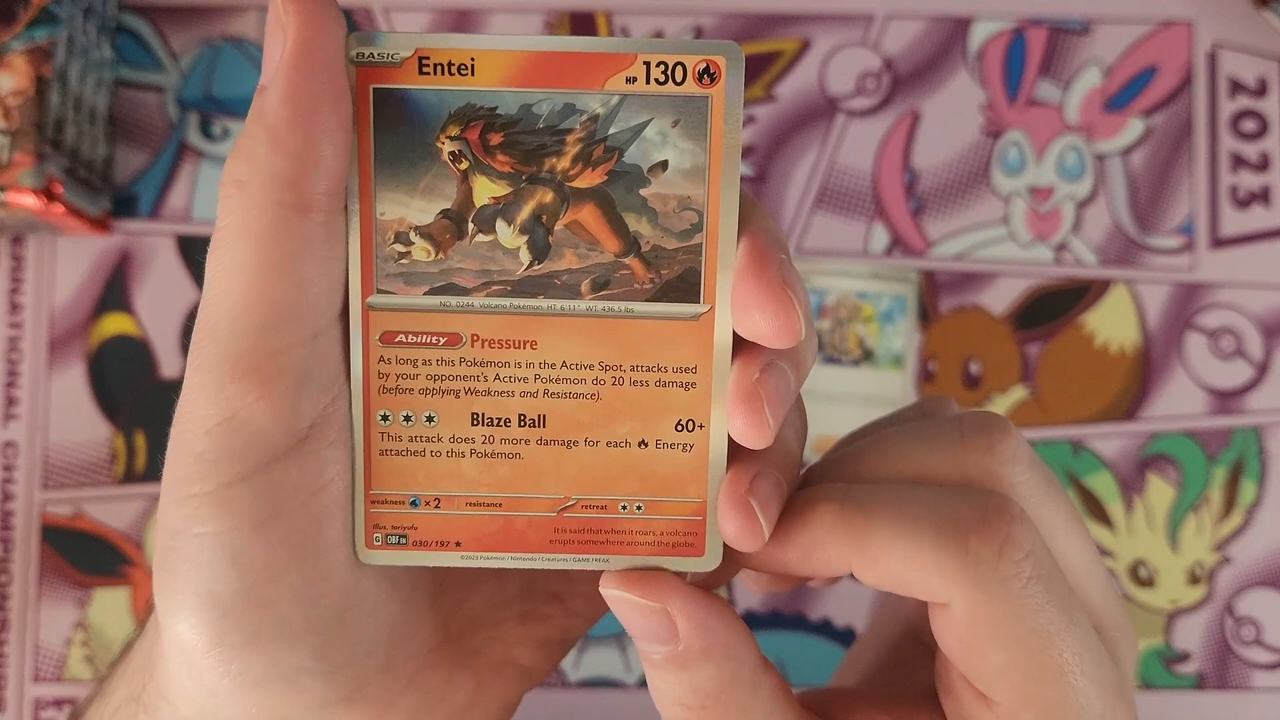 BASIC Entei HP 130
NO. 0244 Volcano Pokémon HT: 6'11" WT: 436.5 lbs
Ability Pressure
As long as this Pokémon is in the Active Spot, attacks used
by your opponent's Active Pokémon do 20 less damage
(before applying Weakness and Resistance).
Blaze Ball 60+
This attack does 20 more damage for each Energy
attached to this Pokémon.
weakness ×2 resistance retreat
Illus. toriyufu
G OBF EN 030/197 ★
It is said that when it roars, a volcano
erupts somewhere around the globe.
©2023 Pokémon / Nintendo / Creatures / GAME FREAK
2023
CHAMPIONSHIPS